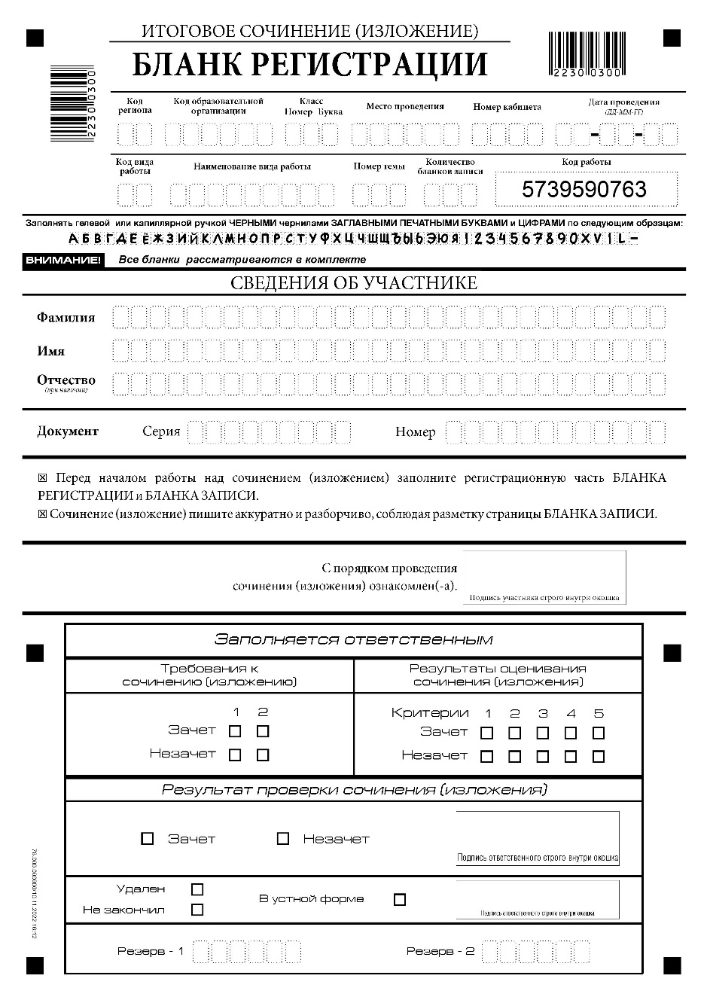 ИТОГОВОЕ СОЧИНЕНИЕ (ИЗЛОЖЕНИЕ)
БЛАНК РЕГИСТРАЦИИ
2230 0300
2230 0300
Код региона
Код образовательной организации
Класс
Номер Буква
Место проведения
Номер кабинета
Дата проведения
(ДД-ММ-ГГ)
Код вида работы
Наименование вида работы
Номер темы
Количество бланков записи
Код работы
5739590763
Заполнять гелевой или капиллярной ручкой ЧЕРНЫМИ чернилами ЗАГЛАВНЫМИ ПЕЧАТНЫМИ БУКВАМИ и ЦИФРАМИ по следующим образцам:
АБВГДЕЁЖЗИЙКЛМНОПРСТУФХЦЧШЩЪЫЬЭЮЯ1234567890XVIL-
ВНИМАНИЕ! Все бланки рассматриваются в комплекте
СВЕДЕНИЯ ОБ УЧАСТНИКЕ
Фамилия
Имя
Отчество
(при наличии)
Документ Серия Номер
☒ Перед началом работы над сочинением (изложением) заполните регистрационную часть БЛАНКА
РЕГИСТРАЦИИ и БЛАНКА ЗАПИСИ.
☒ Сочинение (изложение) пишите аккуратно и разборчиво, соблюдая разметку страницы БЛАНКА ЗАПИСИ.
С порядком проведения
сочинения (изложения) ознакомлен(-а).
Подпись участника строго внутри окошка
Заполняется ответственным
Требования к
сочинению (изложению)
1 2
Зачет
Незачет
Результаты оценивания
сочинения (изложения)
Критерии 1 2 3 4 5
Зачет
Незачет
Результат проверки сочинения (изложения)
Зачет Незачет
Подпись ответственного строго внутри окошка
Удален
Не закончил
В устной форме
Подпись ответственного строго внутри окошка
Резерв - 1 Резерв - 2